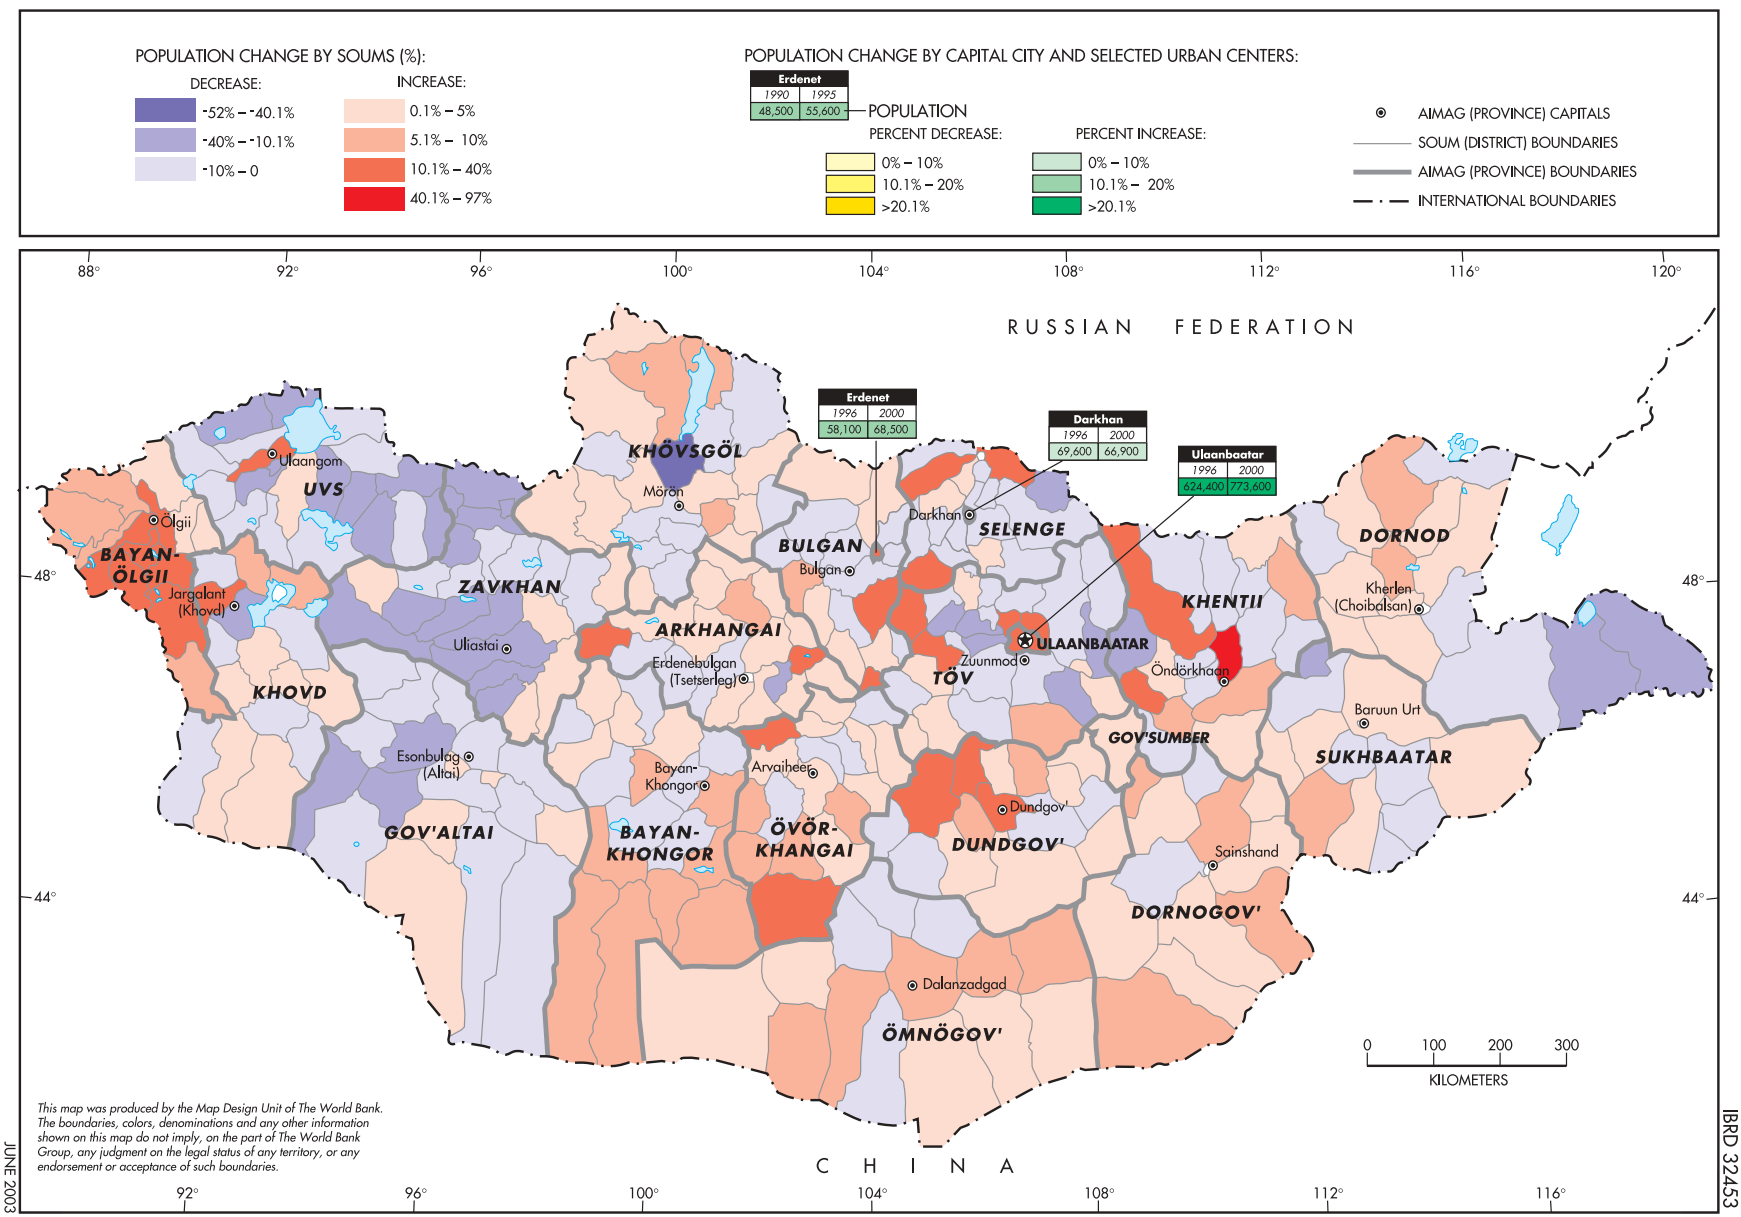 POPULATION CHANGE BY SOUMS (%):
DECREASE:
INCREASE:
-52% – -40.1%
-40% – -10.1%
-10% – 0
0.1% – 5%
5.1% – 10%
10.1% – 40%
40.1% – 97%
POPULATION CHANGE BY CAPITAL CITY AND SELECTED URBAN CENTERS:
Erdenet
1990 1995
48,500 55,600
POPULATION
PERCENT DECREASE:
0% – 10%
10.1% – 20%
>20.1%
PERCENT INCREASE:
0% – 10%
10.1% – 20%
>20.1%
AIMAG (PROVINCE) CAPITALS
SOUM (DISTRICT) BOUNDARIES
AIMAG (PROVINCE) BOUNDARIES
INTERNATIONAL BOUNDARIES
88° 92° 96° 100° 104° 108° 112° 116° 120°
RUSSIAN FEDERATION
Erdenet
1996 2000
58,100 68,500
Darkhan
1996 2000
69,600 66,900
Ulaanbaatar
1996 2000
624,400 773,600
KHÖVSGÖL
Ulaangom
UVS
Mörön
Ölgii
Darkhan
SELENGE
DORNOD
BAYAN-
ÖLGII
BULGAN
Bulgan
48°
48°
ZAVKHAN
Jargalant
(Khovd)
Kherlen
(Choibalsan)
KHENTII
ARKHANGAI
Uliastai
ULAANBAATAR
Erdenebulgan
(Tsetserleg)
Zuunmod
TÖV
Öndörkhaan
KHOVD
Baruun Urt
GOV'SUMBER
SUKHBAATAR
Esonbulag
(Altai)
Bayan-
Khongor
Arvaiheer
Dundgov'
GOV'ALTAI
BAYAN-
KHONGOR
ÖVÖR-
KHANGAI
DUNDGOV'
Sainshand
44°
44°
DORNOGOV'
Dalanzadgad
ÖMNÖGOV'
0 100 200 300
KILOMETERS
This map was produced by the Map Design Unit of The World Bank.
The boundaries, colors, denominations and any other information
shown on this map do not imply, on the part of The World Bank
Group, any judgment on the legal status of any territory, or any
endorsement or acceptance of such boundaries.
CHINA
92° 96° 100° 104° 108° 112° 116°
JUNE 2003
IBRD 32453